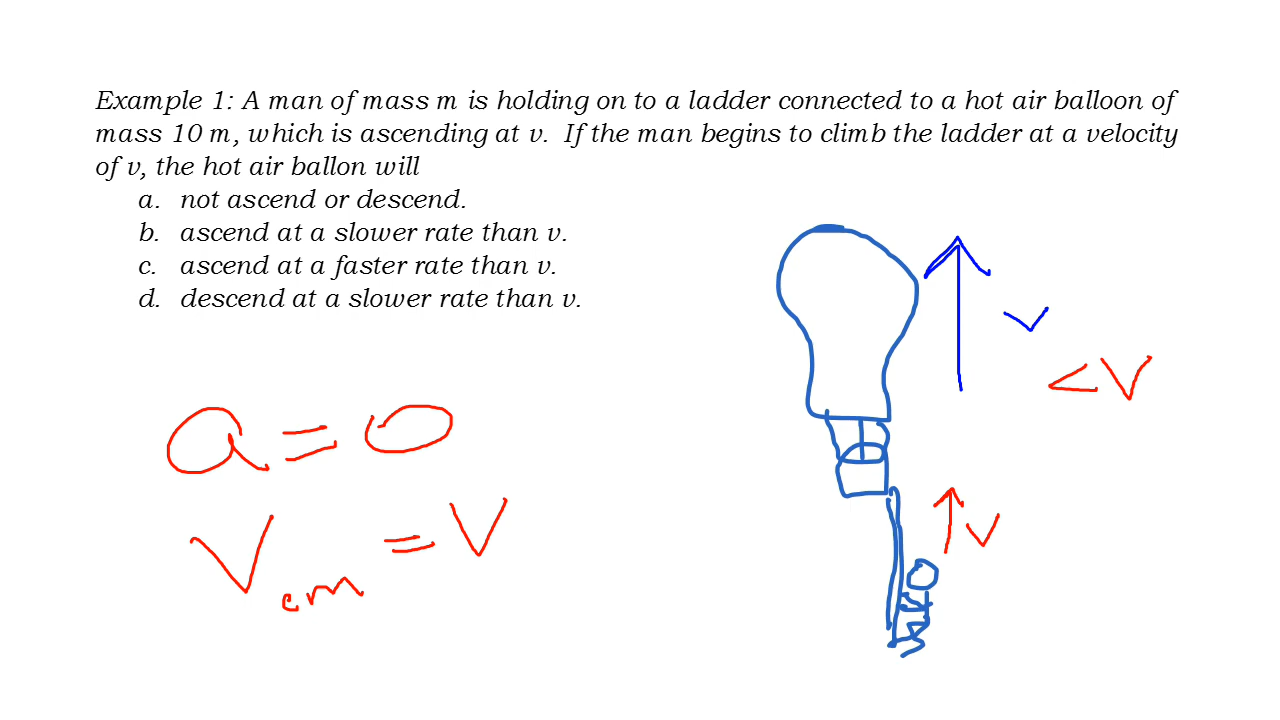 Example 1: A man of mass m is holding on to a ladder connected to a hot air balloon of
mass 10 m, which is ascending at v.  If the man begins to climb the ladder at a velocity
of v, the hot air ballon will
a. not ascend or descend.
b. ascend at a slower rate than v.
c. ascend at a faster rate than v.
d. descend at a slower rate than v.
v
<V
a=0
Vcm = V
V